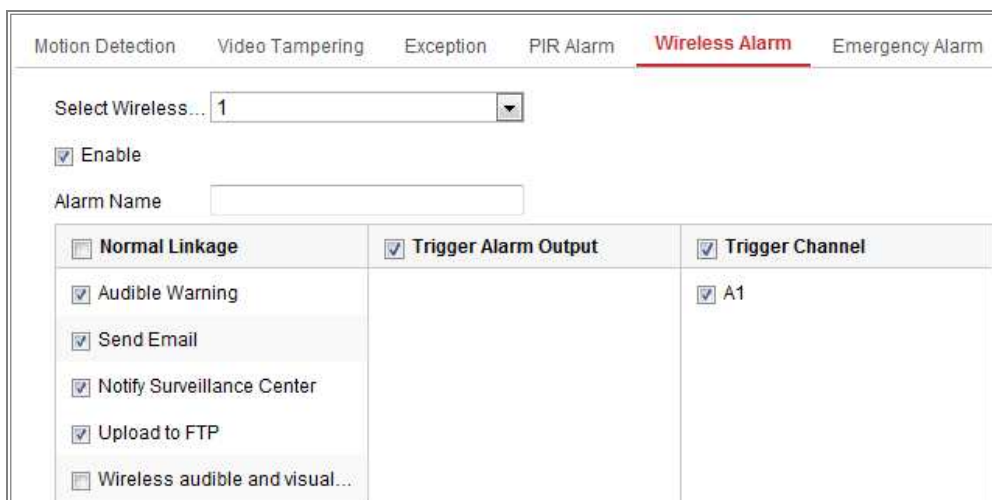 Motion Detection Video Tampering Exception PIR Alarm Wireless Alarm Emergency Alarm
Select Wireless... 1
Enable
Alarm Name
Normal Linkage Trigger Alarm Output Trigger Channel
Audible Warning A1
Send Email
Notify Surveillance Center
Upload to FTP
Wireless audible and visual...